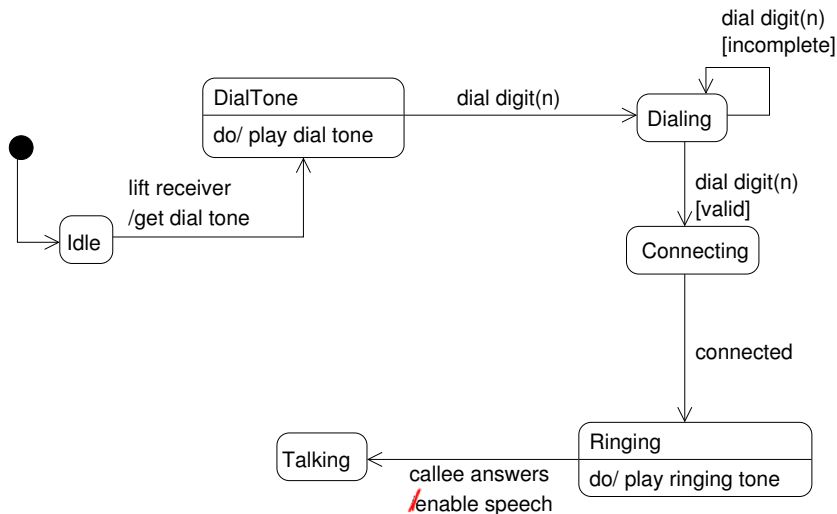 dial digit(n)
[incomplete]
DialTone
do/ play dial tone
dial digit(n)
Dialing
lift receiver
/get dial tone
Idle
dial digit(n)
[valid]
Connecting
connected
Ringing
do/ play ringing tone
Talking
callee answers
/enable speech